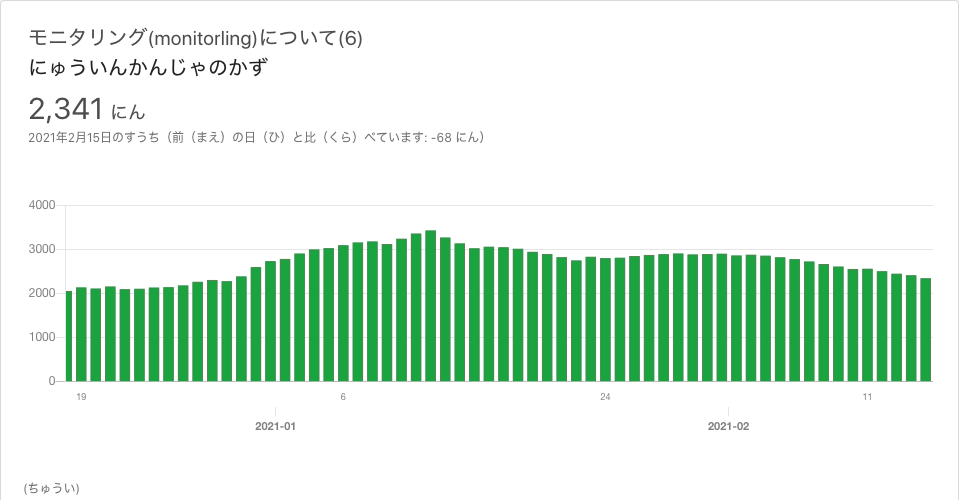 モニタリング(monitorling)について(6)
にゅういんかんじゃのかず
2,341 にん
2021年2月15日のすうち（前（まえ）の日（ひ）と比（くら）べています: -68 にん）
4000
3000
2000
1000
0
19 6 24 11
2021-01 2021-02
(ちゅうい)